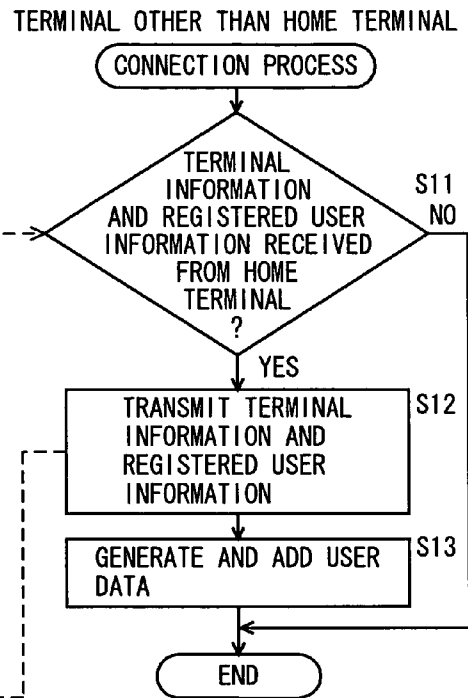 TERMINAL OTHER THAN HOME TERMINAL
CONNECTION PROCESS
TERMINAL
INFORMATION
AND REGISTERED USER
INFORMATION RECEIVED
FROM HOME
TERMINAL
?
S11
NO
YES
TRANSMIT TERMINAL
INFORMATION AND
REGISTERED USER
INFORMATION
S12
GENERATE AND ADD USER
DATA
S13
END